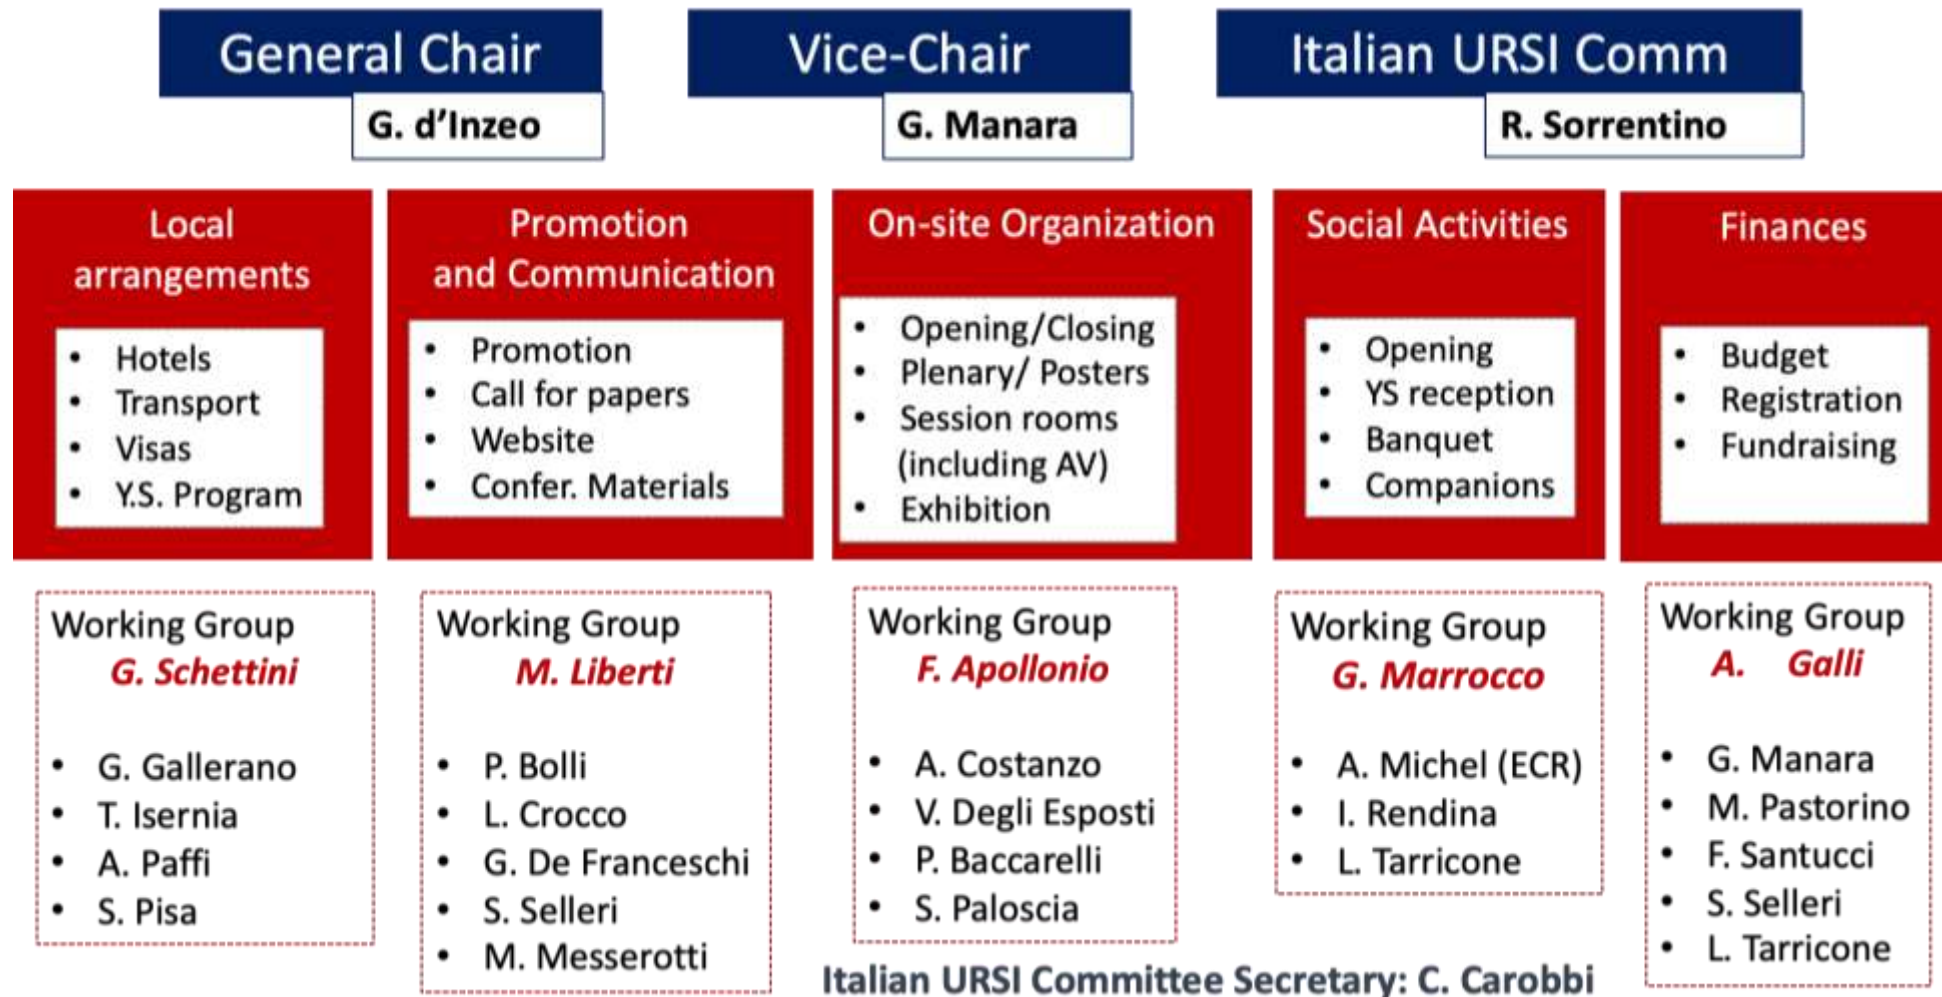 General Chair
G. d’Inzeo
Vice-Chair
G. Manara
Italian URSI Comm
R. Sorrentino
Local
arrangements
• Hotels
• Transport
• Visas
• Y.S. Program
Promotion
and Communication
• Promotion
• Call for papers
• Website
• Confer. Materials
On-site Organization
• Opening/Closing
• Plenary/ Posters
• Session rooms
(including AV)
• Exhibition
Social Activities
• Opening
• YS reception
• Banquet
• Companions
Finances
• Budget
• Registration
• Fundraising
Working Group
G. Schettini
• G. Gallerano
• T. Isernia
• A. Paffi
• S. Pisa
Working Group
M. Liberti
• P. Bolli
• L. Crocco
• G. De Franceschi
• S. Selleri
• M. Messerotti
Working Group
F. Apollonio
• A. Costanzo
• V. Degli Esposti
• P. Baccarelli
• S. Paloscia
Working Group
G. Marrocco
• A. Michel (ECR)
• I. Rendina
• L. Tarricone
Working Group
A. Galli
• G. Manara
• M. Pastorino
• F. Santucci
• S. Selleri
• L. Tarricone
Italian URSI Committee Secretary: C. Carobbi